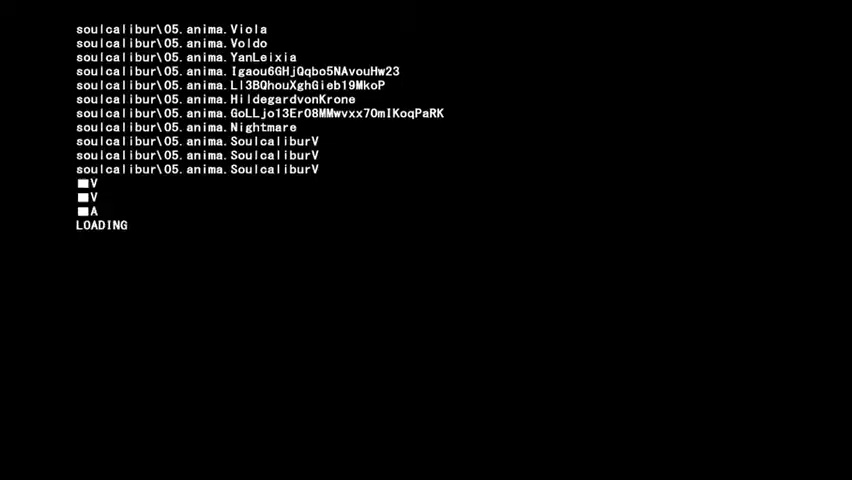 soulcalibur\05.anima.Viola
soulcalibur\05.anima.Voldo
soulcalibur\05.anima.YanLeixia
soulcalibur\05.anima.Igaou6GHjQqbo5NAvouHw23
soulcalibur\05.anima.Ll3BQhouXghGieb19MkoP
soulcalibur\05.anima.HildegardvonKrone
soulcalibur\05.anima.GoLLjo13Er08MMwvxx70mIKoqPaRK
soulcalibur\05.anima.Nightmare
soulcalibur\05.anima.SoulcaliburV
soulcalibur\05.anima.SoulcaliburV
soulcalibur\05.anima.SoulcaliburV
■V
■V
■A
LOADING